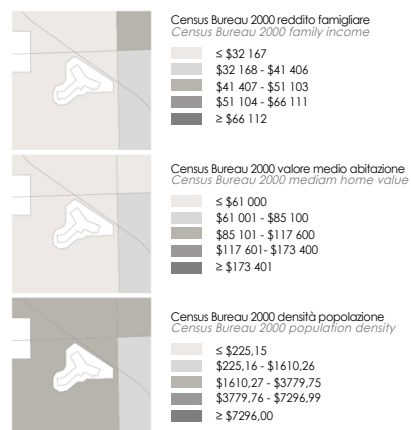 Census Bureau 2000 reddito famigliare
Census Bureau 2000 family income
≤ $32 167
$32 168 - $41 406
$41 407 - $51 103
$51 104 - $66 111
≥ $66 112
Census Bureau 2000 valore medio abitazione
Census Bureau 2000 mediam home value
≤ $61 000
$61 001 - $85 100
$85 101 - $117 600
$117 601- $173 400
≥ $173 401
Census Bureau 2000 densità popolazione
Census Bureau 2000 population density
≤ $225,15
$225,16 - $1610,26
$1610,27 - $3779,75
$3779,76 - $7296,99
≥ $7296,00